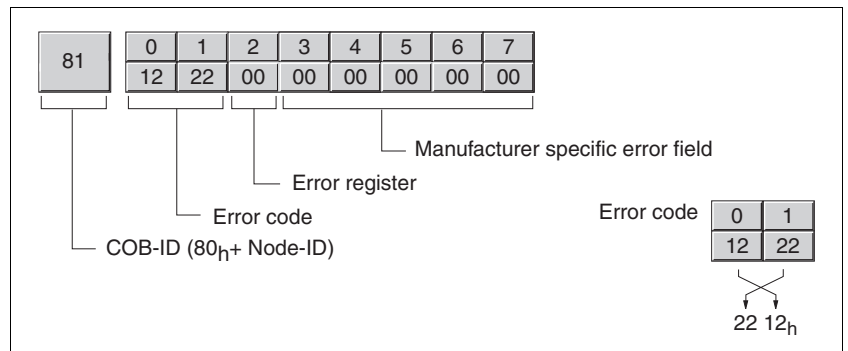 81
0 1 2 3 4 5 6 7
12 22 00 00 00 00 00 00
Manufacturer specific error field
Error register
Error code
COB-ID (80h+ Node-ID)
Error code
0 1
12 22
22 12h